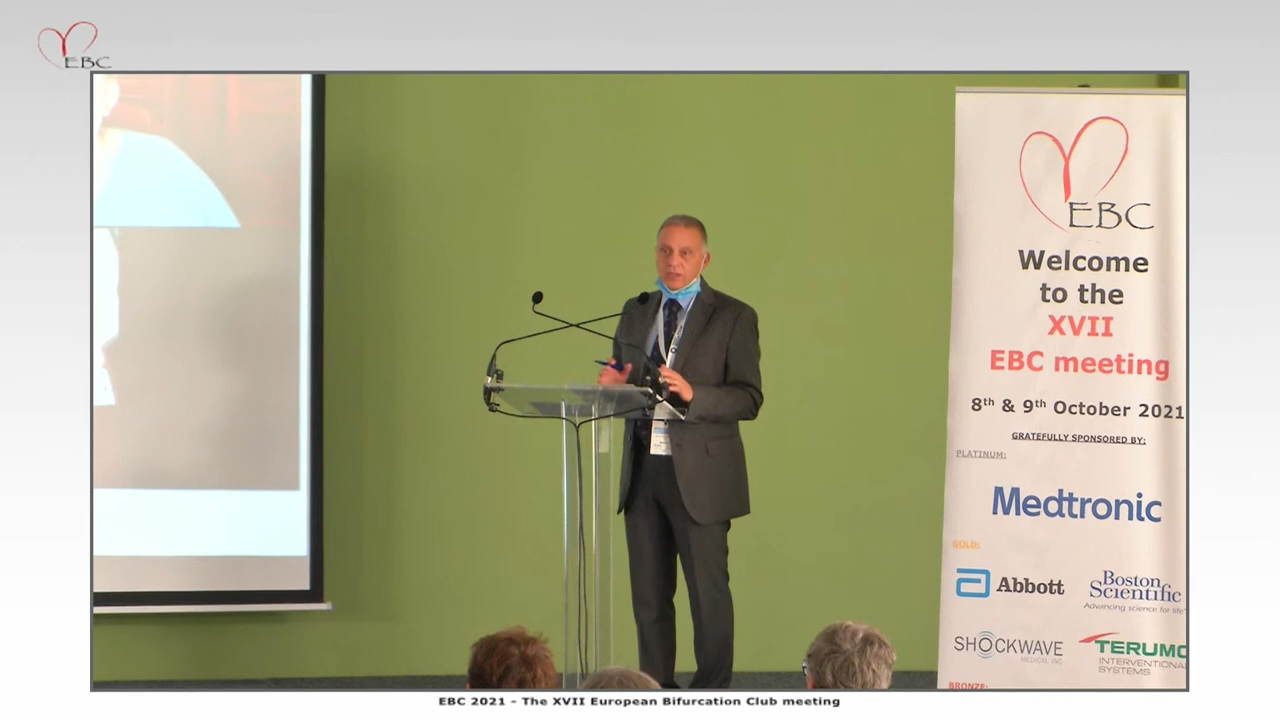 EBC
EBC
Welcome
to the
XVII
EBC meeting
8th & 9th October 2021
GRATEFULLY SPONSORED BY:
PLATINUM:
Medtronic
GOLD:
Abbott
Boston
Scientific
Advancing science for life
SHOCKWAVE
MEDICAL, INC
TERUMO
INTERVENTIONAL
SYSTEMS
BRONZE:
EBC 2021 - The XVII European Bifurcation Club meeting